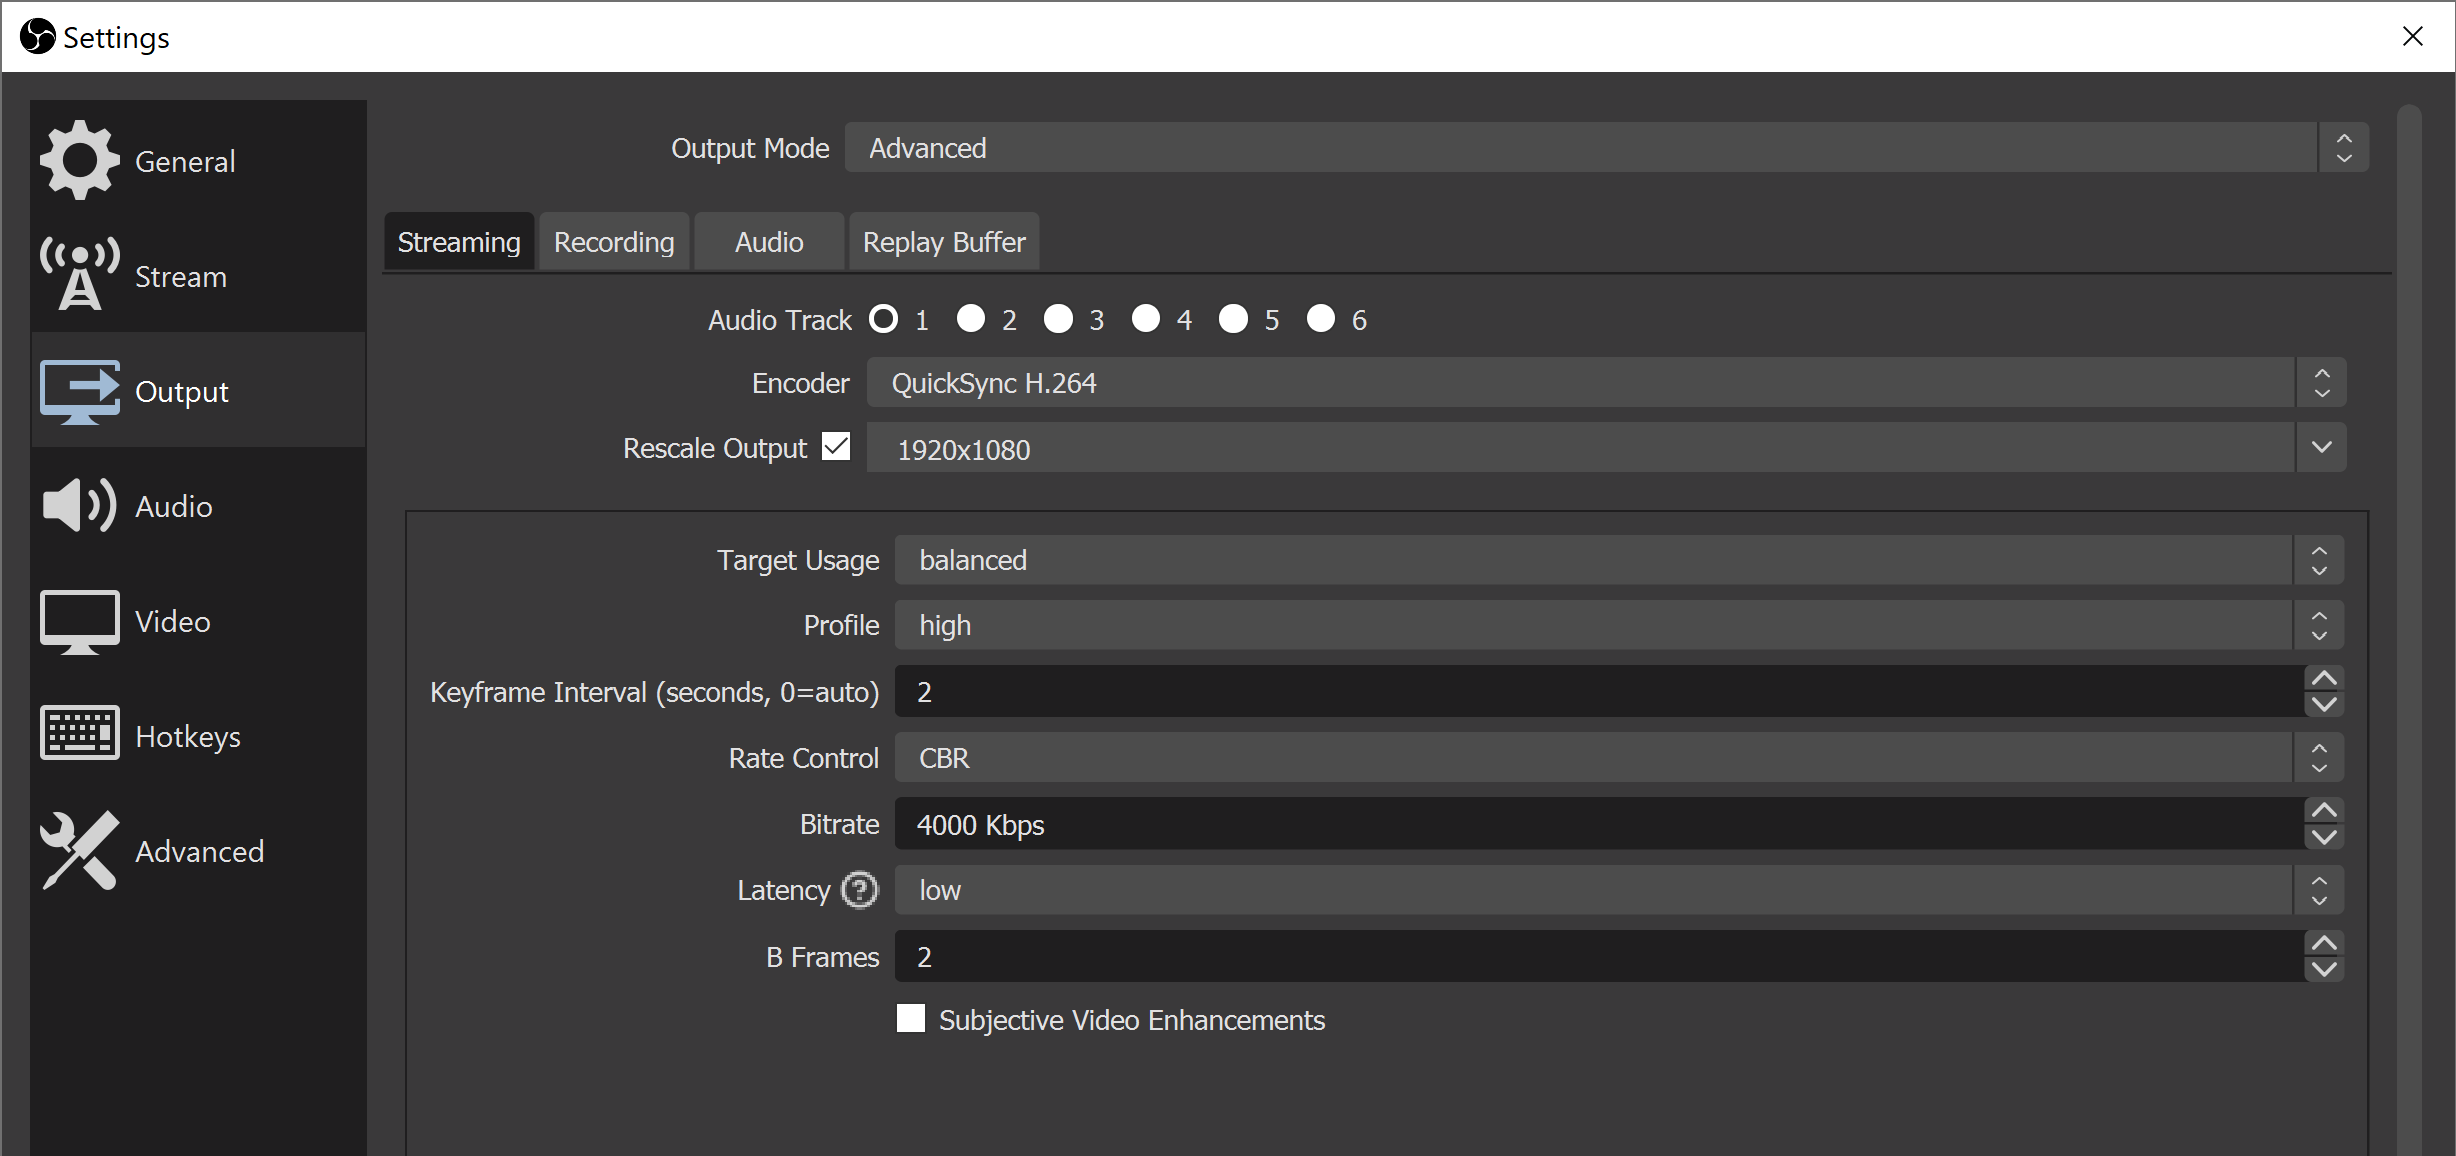 Settings
General
Stream
Output
Audio
Video
Hotkeys
Advanced
Output Mode Advanced
Streaming Recording Audio Replay Buffer
Audio Track 1 2 3 4 5 6
Encoder QuickSync H.264
Rescale Output 1920x1080
Target Usage balanced
Profile high
Keyframe Interval (seconds, 0=auto) 2
Rate Control CBR
Bitrate 4000 Kbps
Latency ? low
B Frames 2
Subjective Video Enhancements